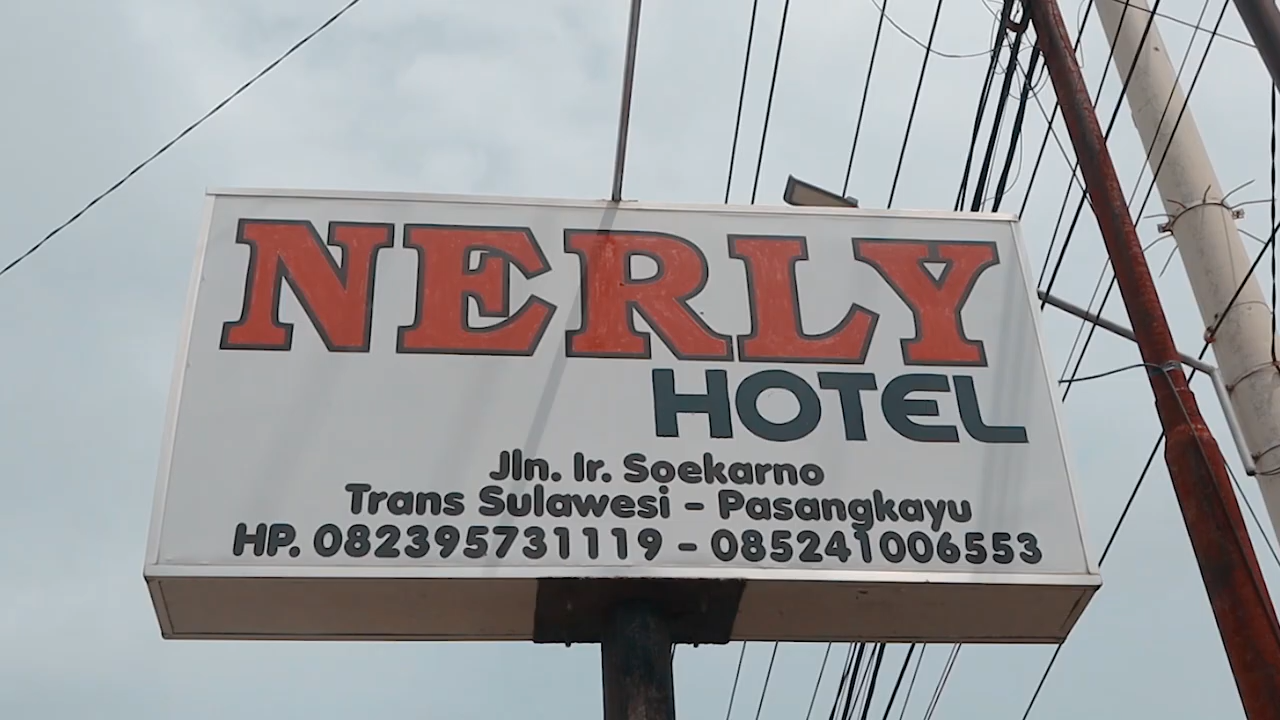 NERLY
HOTEL
Jln. Ir. Soekarno
Trans Sulawesi - Pasangkayu
HP. 082395731119 - 085241006553